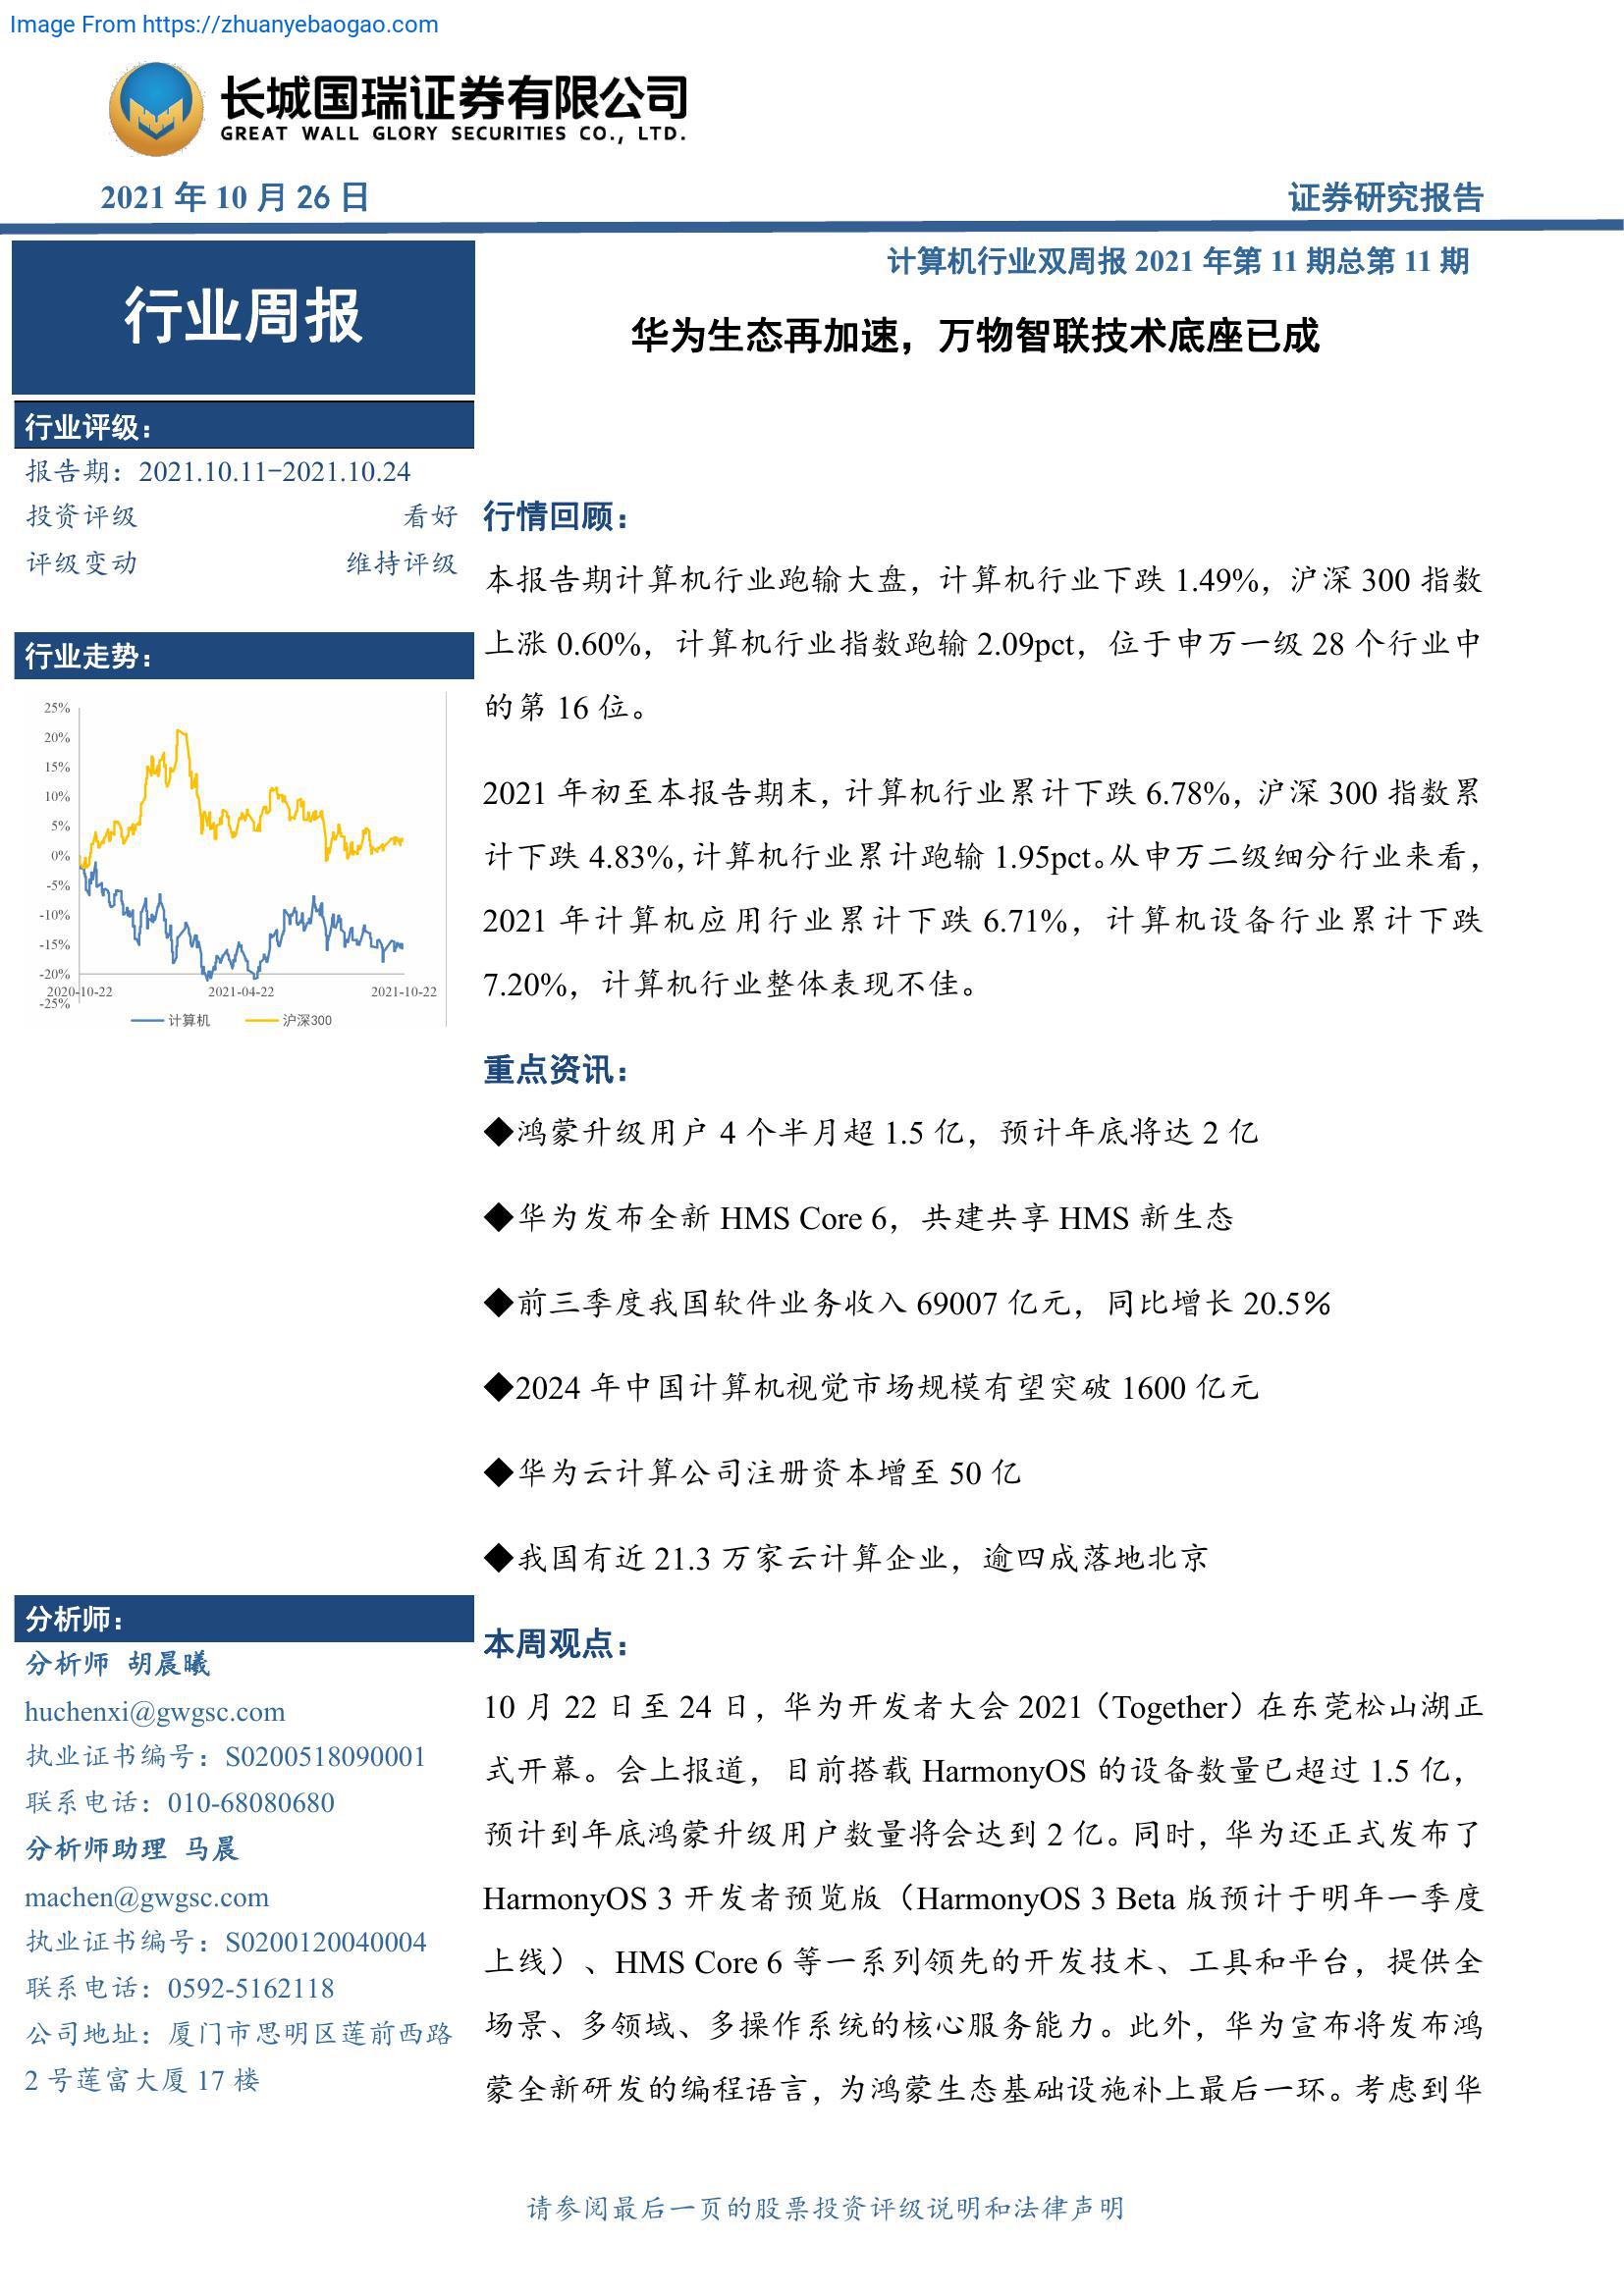 Image From https://zhuanyebaogao.com
长城国瑞证券有限公司
GREAT WALL GLORY SECURITIES CO., LTD.
2021 年 10 月 26 日
证券研究报告
行业周报
行业评级：
报告期：2021.10.11-2021.10.24
投资评级 看好
评级变动 维持评级
行业走势：
25%
20%
15%
10%
5%
0%
-5%
-10%
-15%
-20%
-25%
2020-10-22 2021-04-22 2021-10-22
计算机 沪深300
分析师：
分析师 胡晨曦
huchenxi@gwgsc.com
执业证书编号：S0200518090001
联系电话：010-68080680
分析师助理 马晨
machen@gwgsc.com
执业证书编号：S0200120040004
联系电话：0592-5162118
公司地址：厦门市思明区莲前西路
2 号莲富大厦 17 楼
计算机行业双周报 2021 年第 11 期总第 11 期
华为生态再加速，万物智联技术底座已成
行情回顾：
本报告期计算机行业跑输大盘，计算机行业下跌 1.49%，沪深 300 指数
上涨 0.60%，计算机行业指数跑输 2.09pct，位于申万一级 28 个行业中
的第 16 位。
2021 年初至本报告期末，计算机行业累计下跌 6.78%，沪深 300 指数累
计下跌 4.83%，计算机行业累计跑输 1.95pct。从申万二级细分行业来看，
2021 年计算机应用行业累计下跌 6.71%，计算机设备行业累计下跌
7.20%，计算机行业整体表现不佳。
重点资讯：
◆鸿蒙升级用户 4 个半月超 1.5 亿，预计年底将达 2 亿
◆华为发布全新 HMS Core 6，共建共享 HMS 新生态
◆前三季度我国软件业务收入 69007 亿元，同比增长 20.5%
◆2024 年中国计算机视觉市场规模有望突破 1600 亿元
◆华为云计算公司注册资本增至 50 亿
◆我国有近 21.3 万家云计算企业，逾四成落地北京
本周观点：
10 月 22 日至 24 日，华为开发者大会 2021（Together）在东莞松山湖正
式开幕。会上报道，目前搭载 HarmonyOS 的设备数量已超过 1.5 亿，
预计到年底鸿蒙升级用户数量将会达到 2 亿。同时，华为还正式发布了
HarmonyOS 3 开发者预览版（HarmonyOS 3 Beta 版预计于明年一季度
上线）、HMS Core 6 等一系列领先的开发技术、工具和平台，提供全
场景、多领域、多操作系统的核心服务能力。此外，华为宣布将发布鸿
蒙全新研发的编程语言，为鸿蒙生态基础设施补上最后一环。考虑到华
请参阅最后一页的股票投资评级说明和法律声明